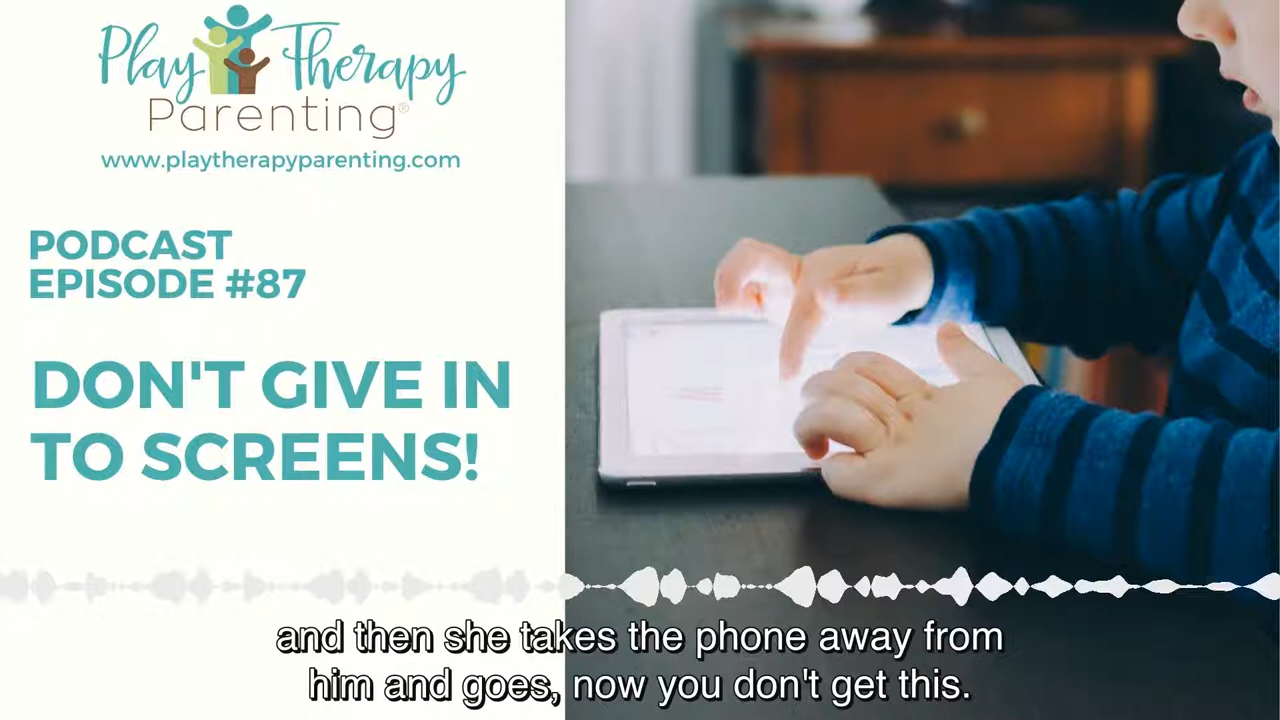 Play Therapy
Parenting®
www.playtherapyparenting.com
PODCAST
EPISODE #87
DON'T GIVE IN
TO SCREENS!
and then she takes the phone away from
him and goes, now you don't get this.